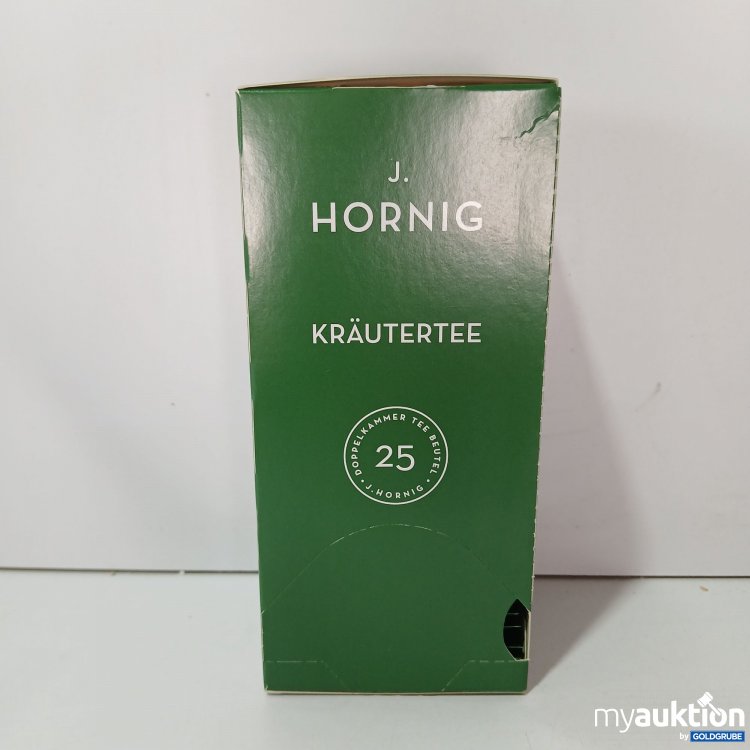 J.
HORNIG
KRÄUTERTEE
DOPPELKAMMER TEE BEUTEL
25
• J.HORNIG •
myauktion
by GOLDGRUBE